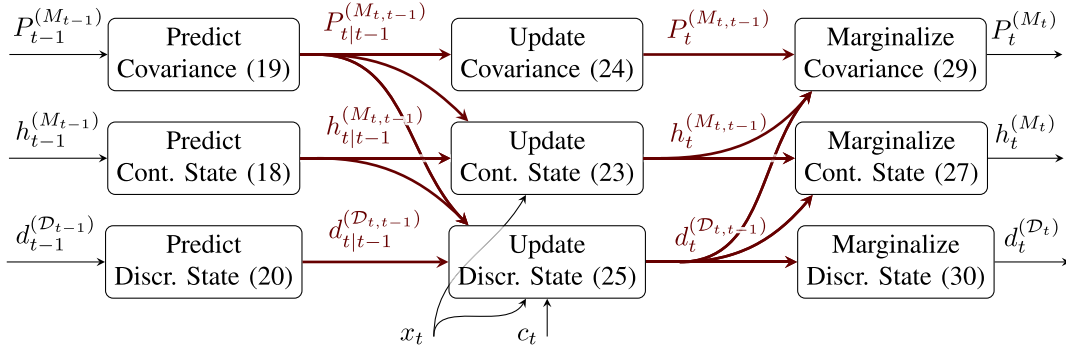 P_{t-1}^{(M_{t-1})}
Predict
Covariance (19)
P_{t|t-1}^{(M_{t,t-1})}
Update
Covariance (24)
P_t^{(M_{t,t-1})}
Marginalize
Covariance (29)
P_t^{(M_t)}
h_{t-1}^{(M_{t-1})}
Predict
Cont. State (18)
h_{t|t-1}^{(M_{t,t-1})}
Update
Cont. State (23)
h_t^{(M_{t,t-1})}
Marginalize
Cont. State (27)
h_t^{(M_t)}
d_{t-1}^{(\mathcal{D}_{t-1})}
Predict
Discr. State (20)
d_{t|t-1}^{(\mathcal{D}_{t,t-1})}
Update
Discr. State (25)
d_t^{(\mathcal{D}_{t,t-1})}
Marginalize
Discr. State (30)
d_t^{(\mathcal{D}_t)}
x_t
c_t